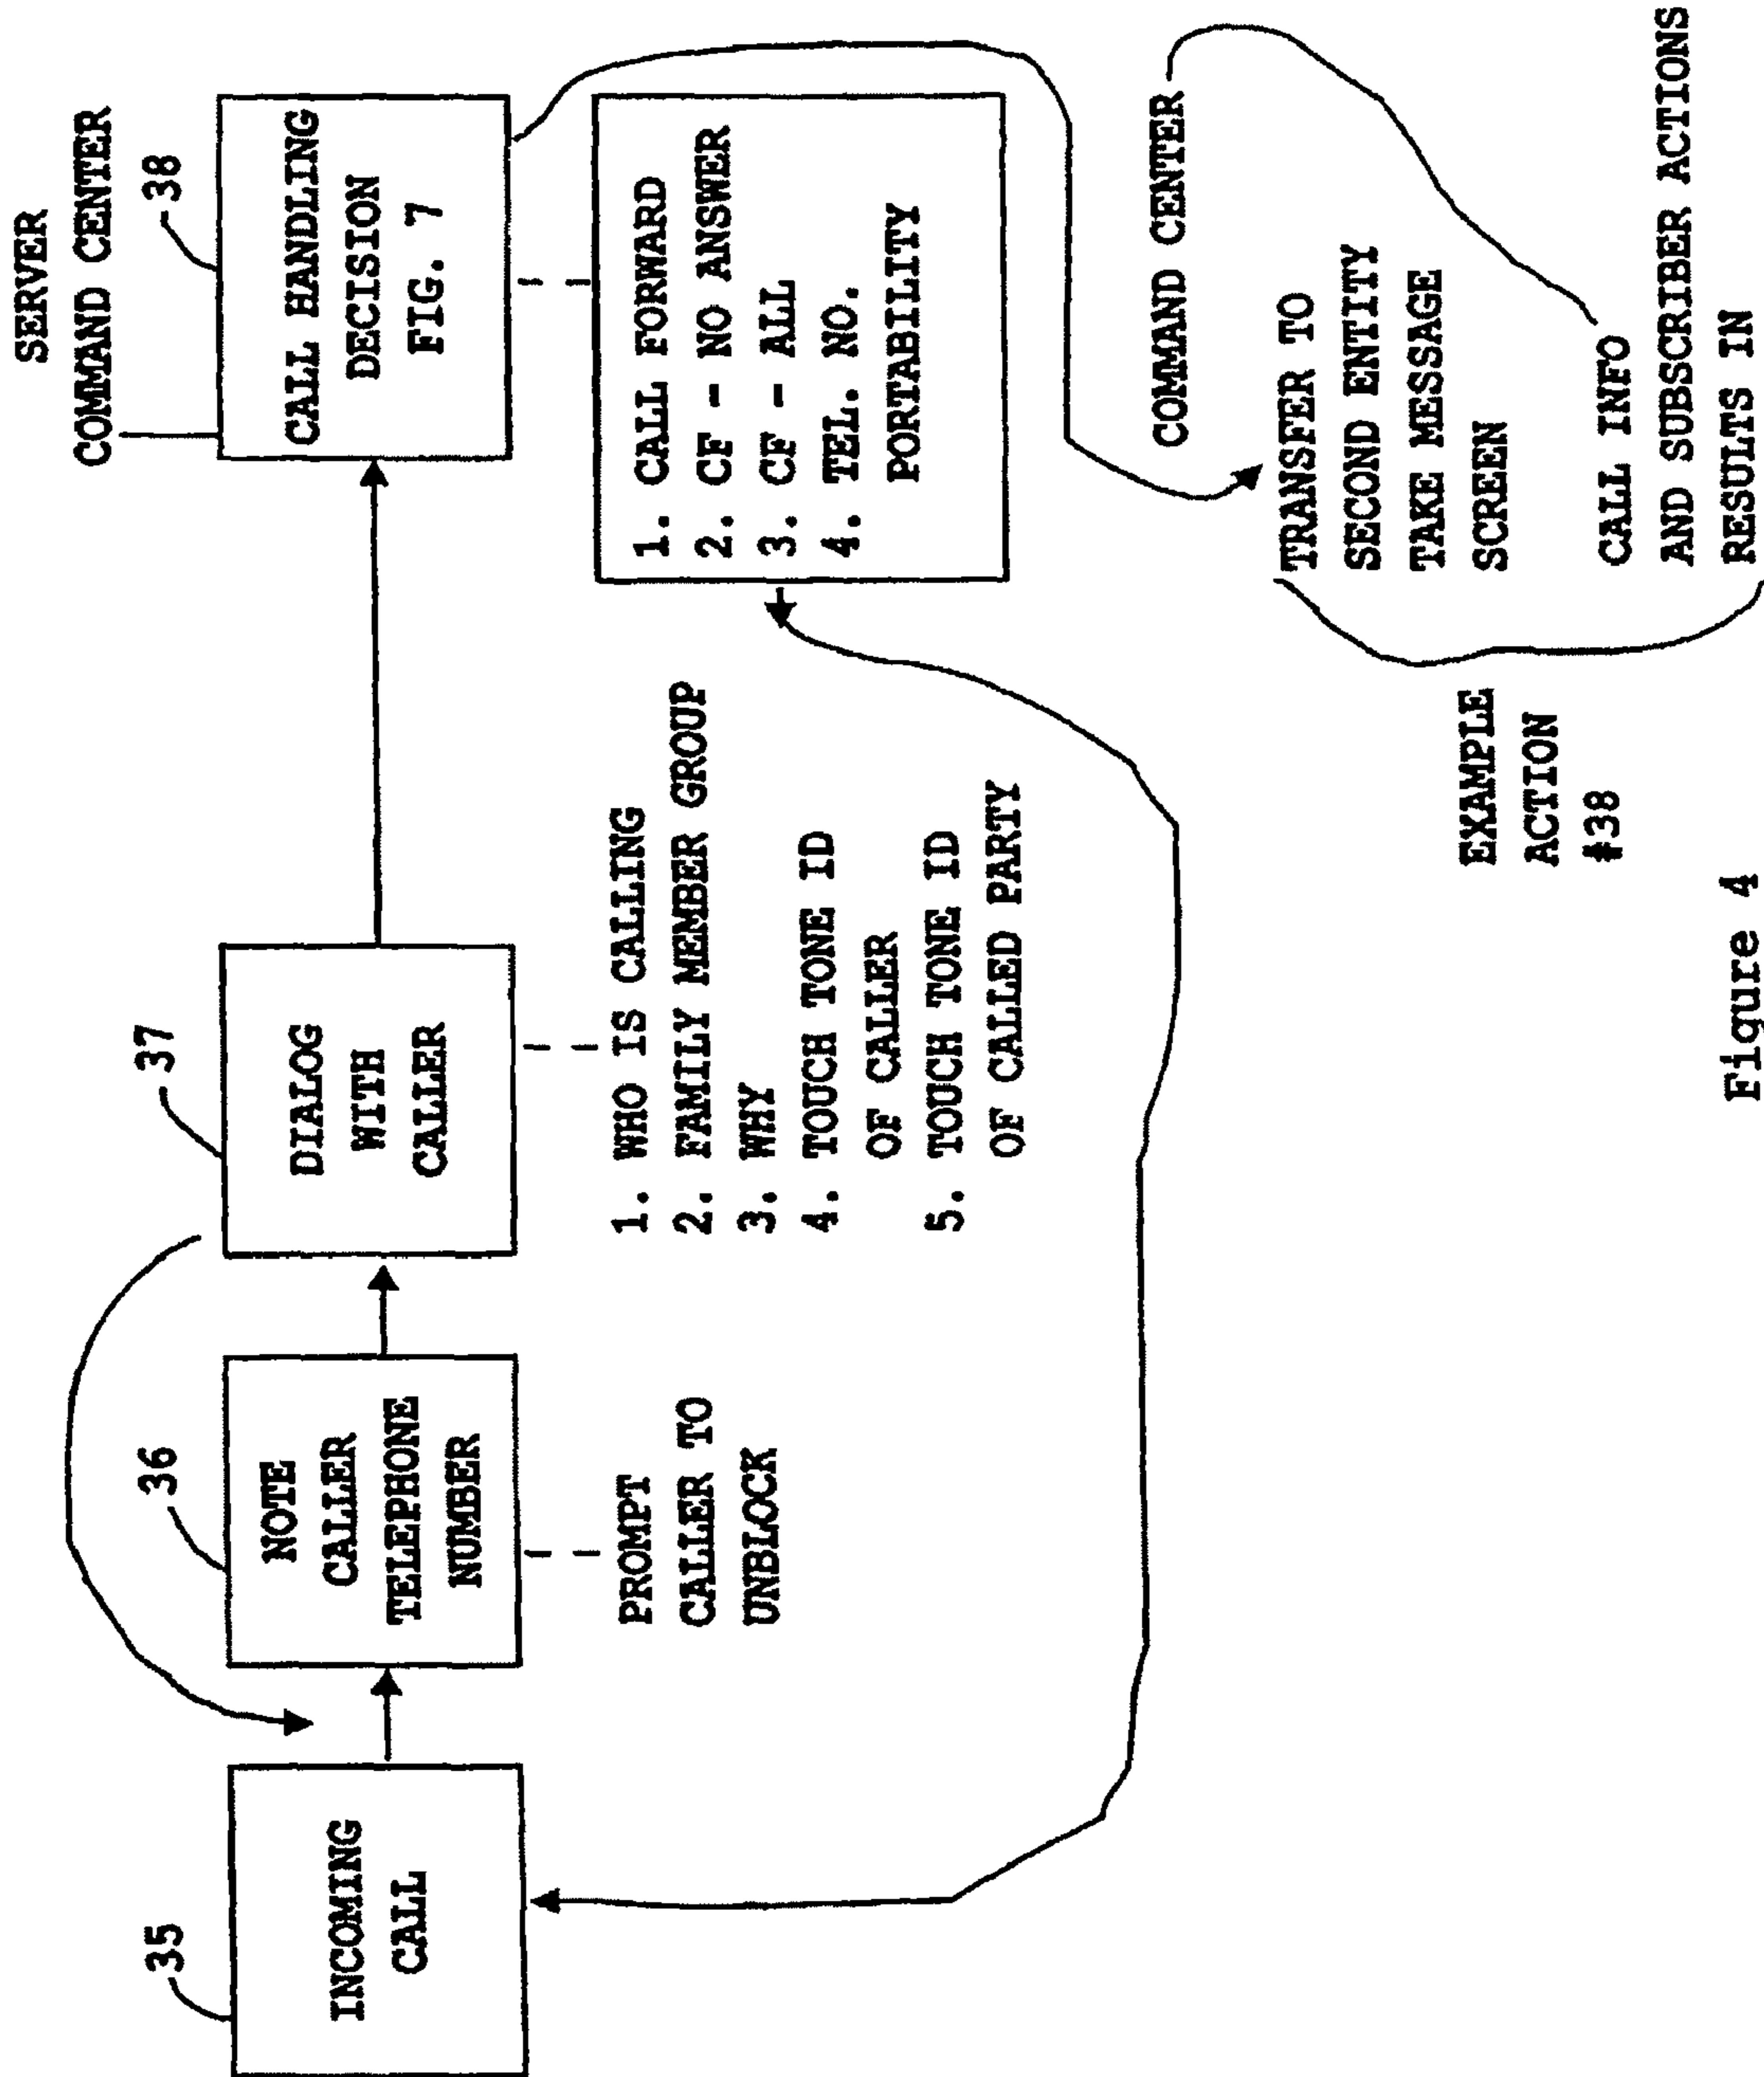 SERVER
COMMAND CENTER
35
36
37
38
INCOMING
CALL
NOTE
CALLER
TELEPHONE
NUMBER
DIALOG
WITH
CALLER
CALL HANDLING
DECISION
FIG. 7
PROMPT
CALLER TO
UNBLOCK
1. WHO IS CALLING
2. FAMILY MEMBER GROUP
3. WHY
4. TOUCH TONE ID
OF CALLER
5. TOUCH TONE ID
OF CALLED PARTY
1. CALL FORWARD
2. CF - NO ANSWER
3. CF - ALL
4. TEL. NO.
PORTABILITY
COMMAND CENTER
TRANSFER TO
SECOND ENTITY
TAKE MESSAGE
SCREEN
CALL INFO
AND SUBSCRIBER ACTIONS
RESULTS IN
EXAMPLE
ACTION
#38
Figure 4